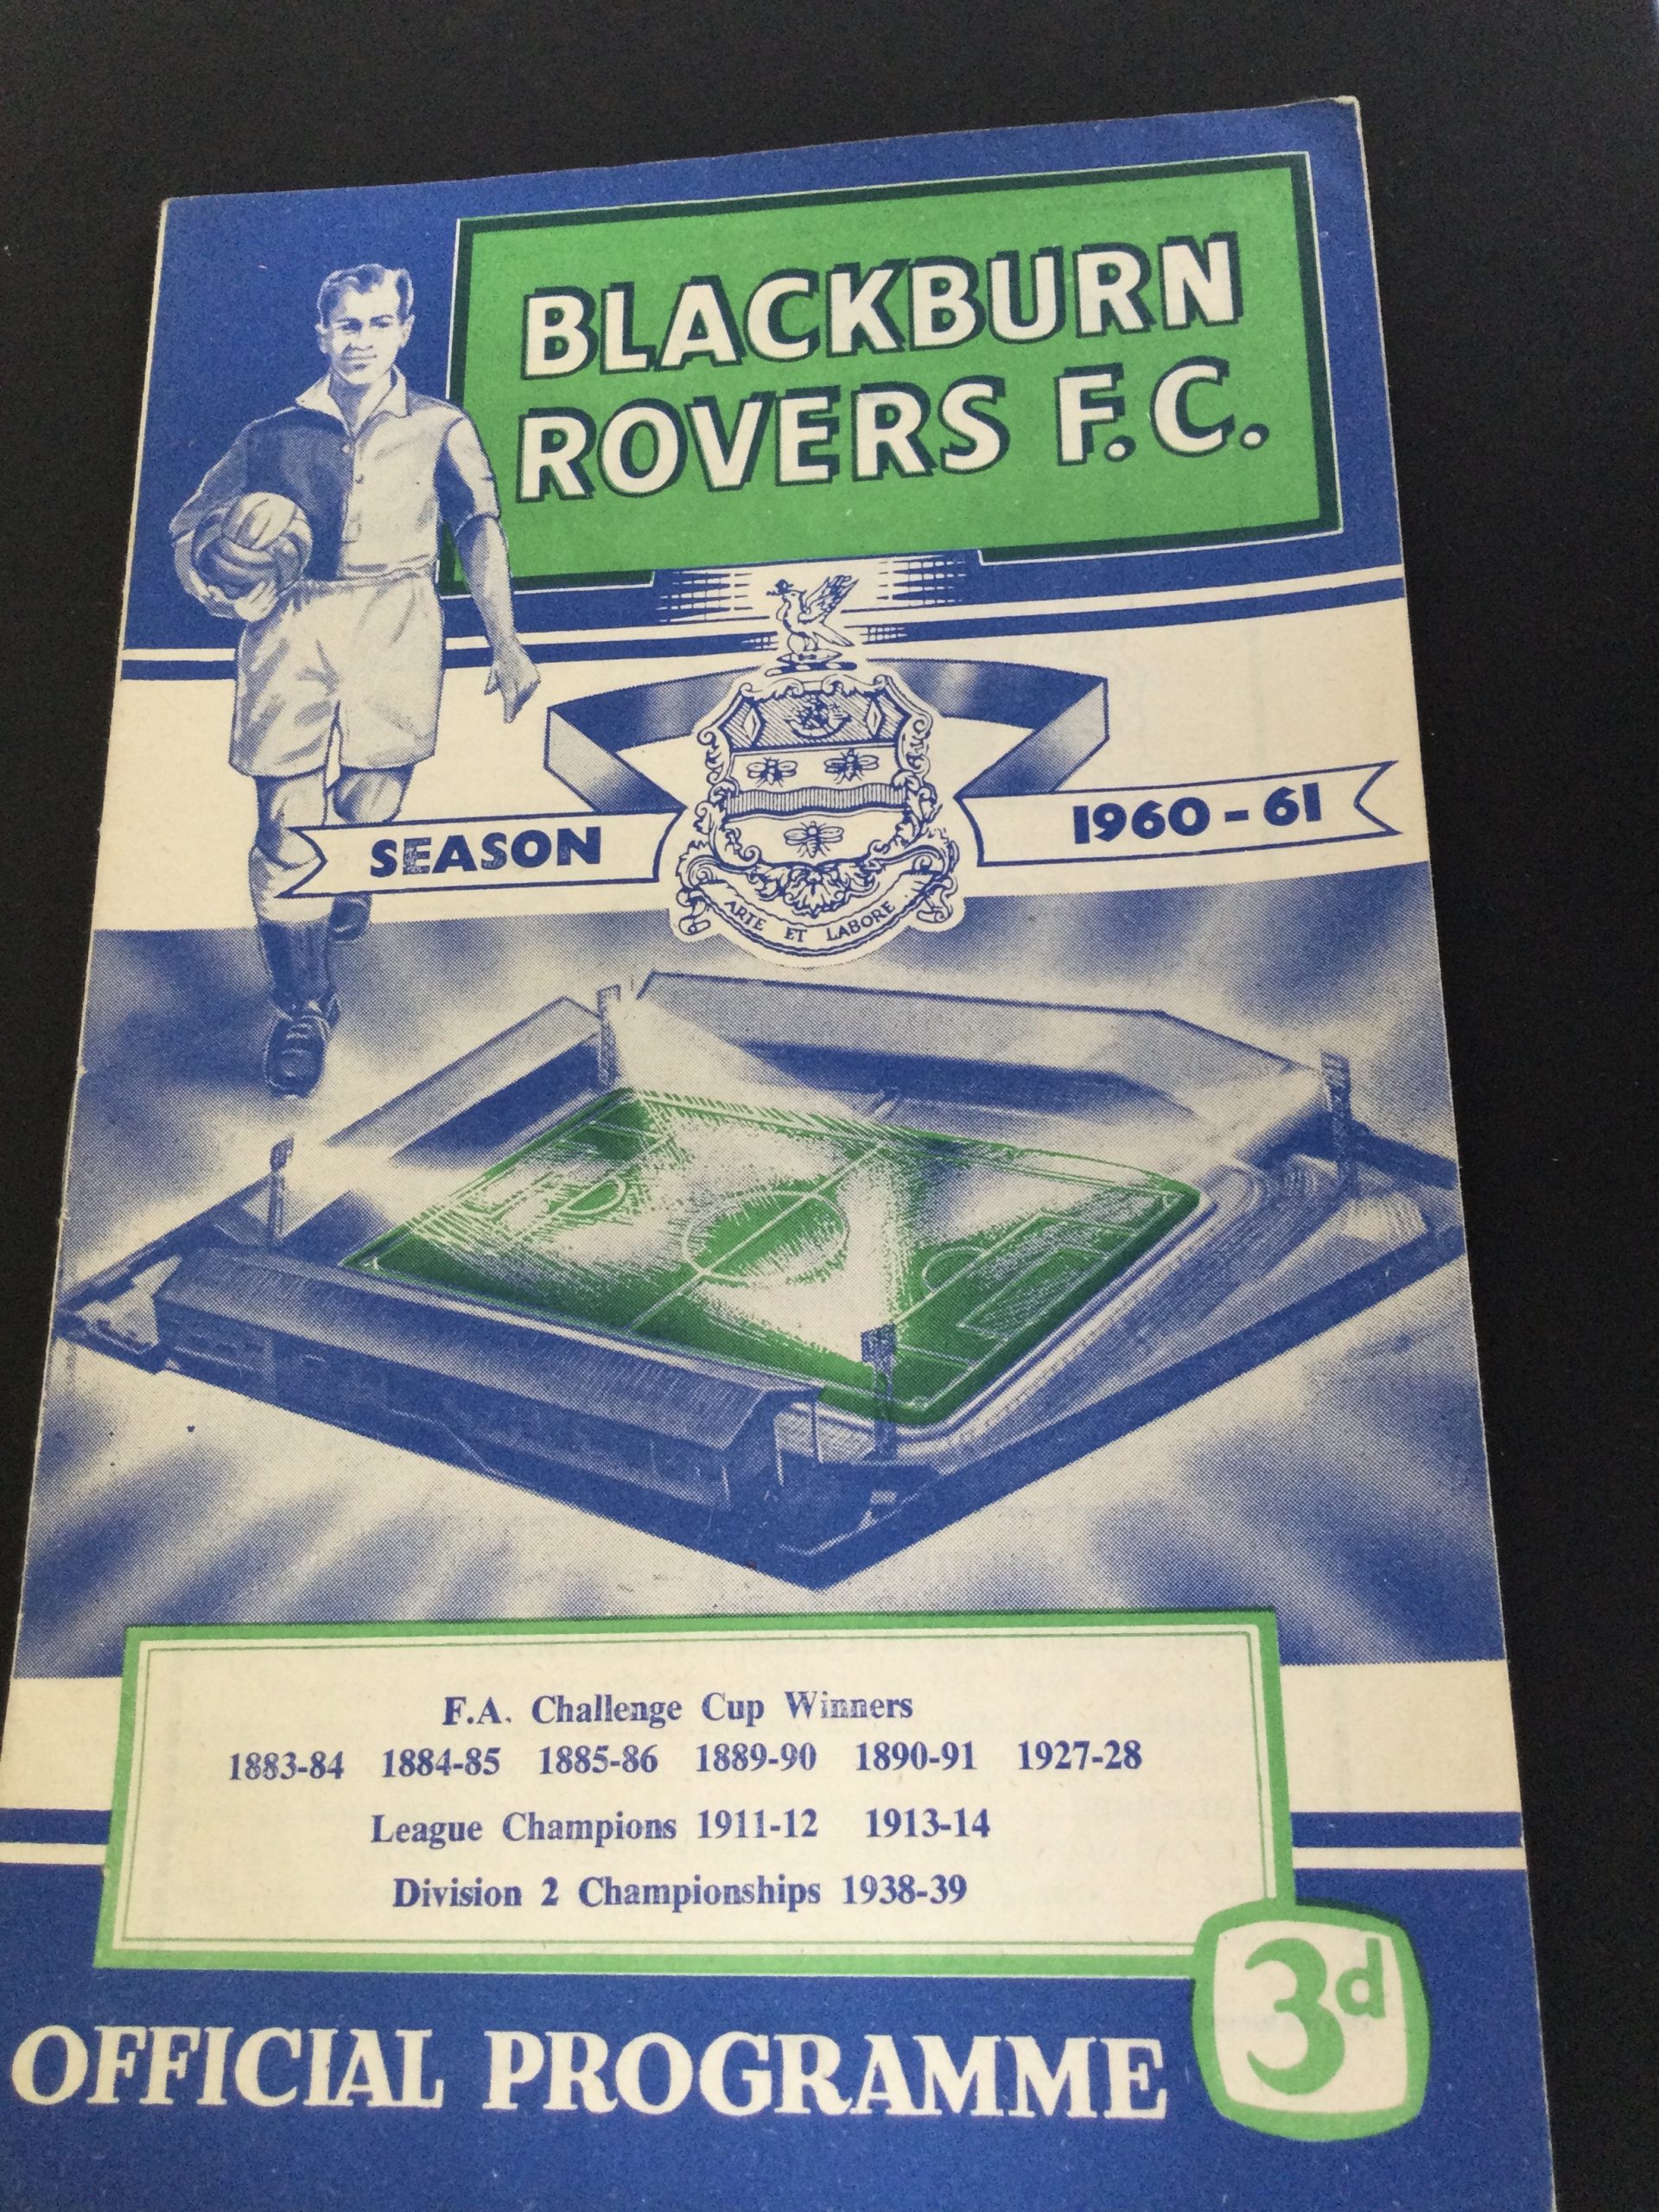 BLACKBURN
ROVERS F.C.
SEASON
1960-61
ARTE ET LABORE
F.A. Challenge Cup Winners
1883-84 1884-85 1885-86 1889-90 1890-91 1927-28
League Champions 1911-12 1913-14
Division 2 Championships 1938-39
3d
OFFICIAL PROGRAMME